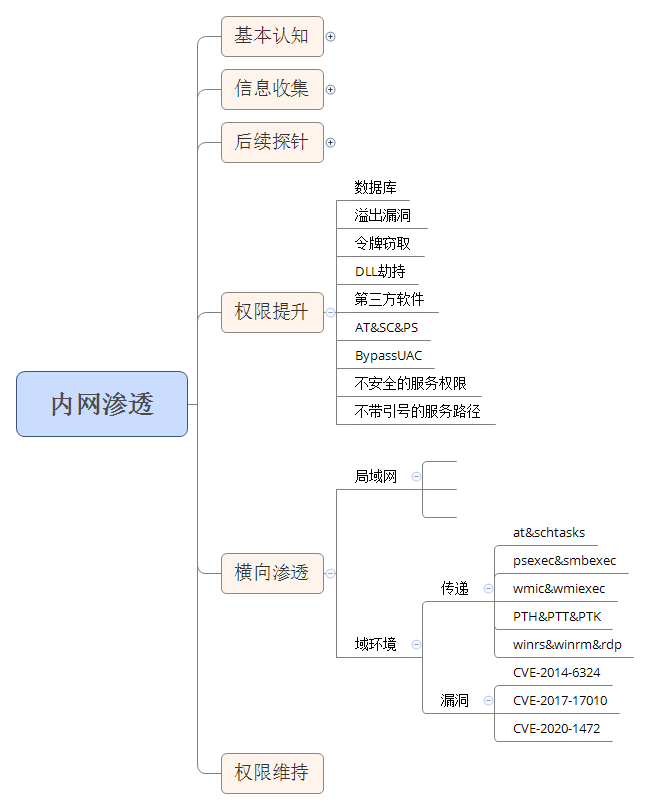 基本认知
信息收集
后续探针
数据库
溢出漏洞
令牌窃取
DLL劫持
第三方软件
AT&SC&PS
BypassUAC
不安全的服务权限
不带引号的服务路径
权限提升
内网渗透
局域网
横向渗透
域环境
传递
at&schtasks
psexec&smbexec
wmic&wmiexec
PTH&PTT&PTK
winrs&winrm&rdp
漏洞
CVE-2014-6324
CVE-2017-17010
CVE-2020-1472
权限维持